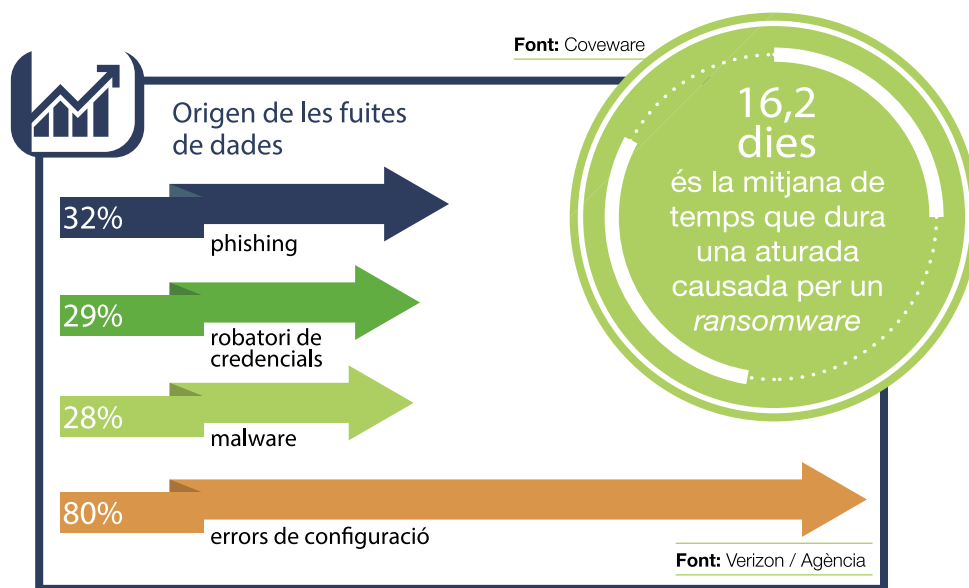 Font: Coveware
16,2
dies
és la mitjana de
temps que dura
una aturada
causada per un
ransomware
Origen de les fuites
de dades
32%
phishing
29%
robatori de
credencials
28%
malware
80%
errors de configuració
Font: Verizon / Agència